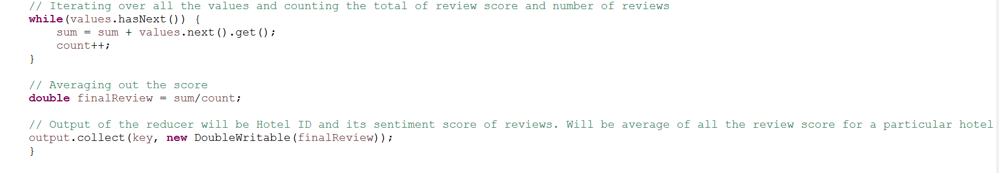 // Iterating over all the values and counting the total of review score and number of reviews
while(values.hasNext()) {
sum = sum + values.next().get();
count++;
}
// Averaging out the score
double finalReview = sum/count;
// Output of the reducer will be Hotel ID and its sentiment score of reviews. Will be average of all the review score for a particular hotel
output.collect(key, new DoubleWritable(finalReview));
}